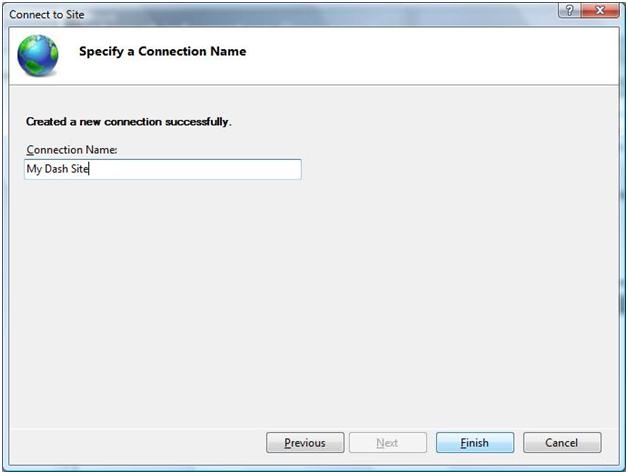 Connect to Site
?
Specify a Connection Name
Created a new connection successfully.
Connection Name:
My Dash Site
Previous Next Finish Cancel